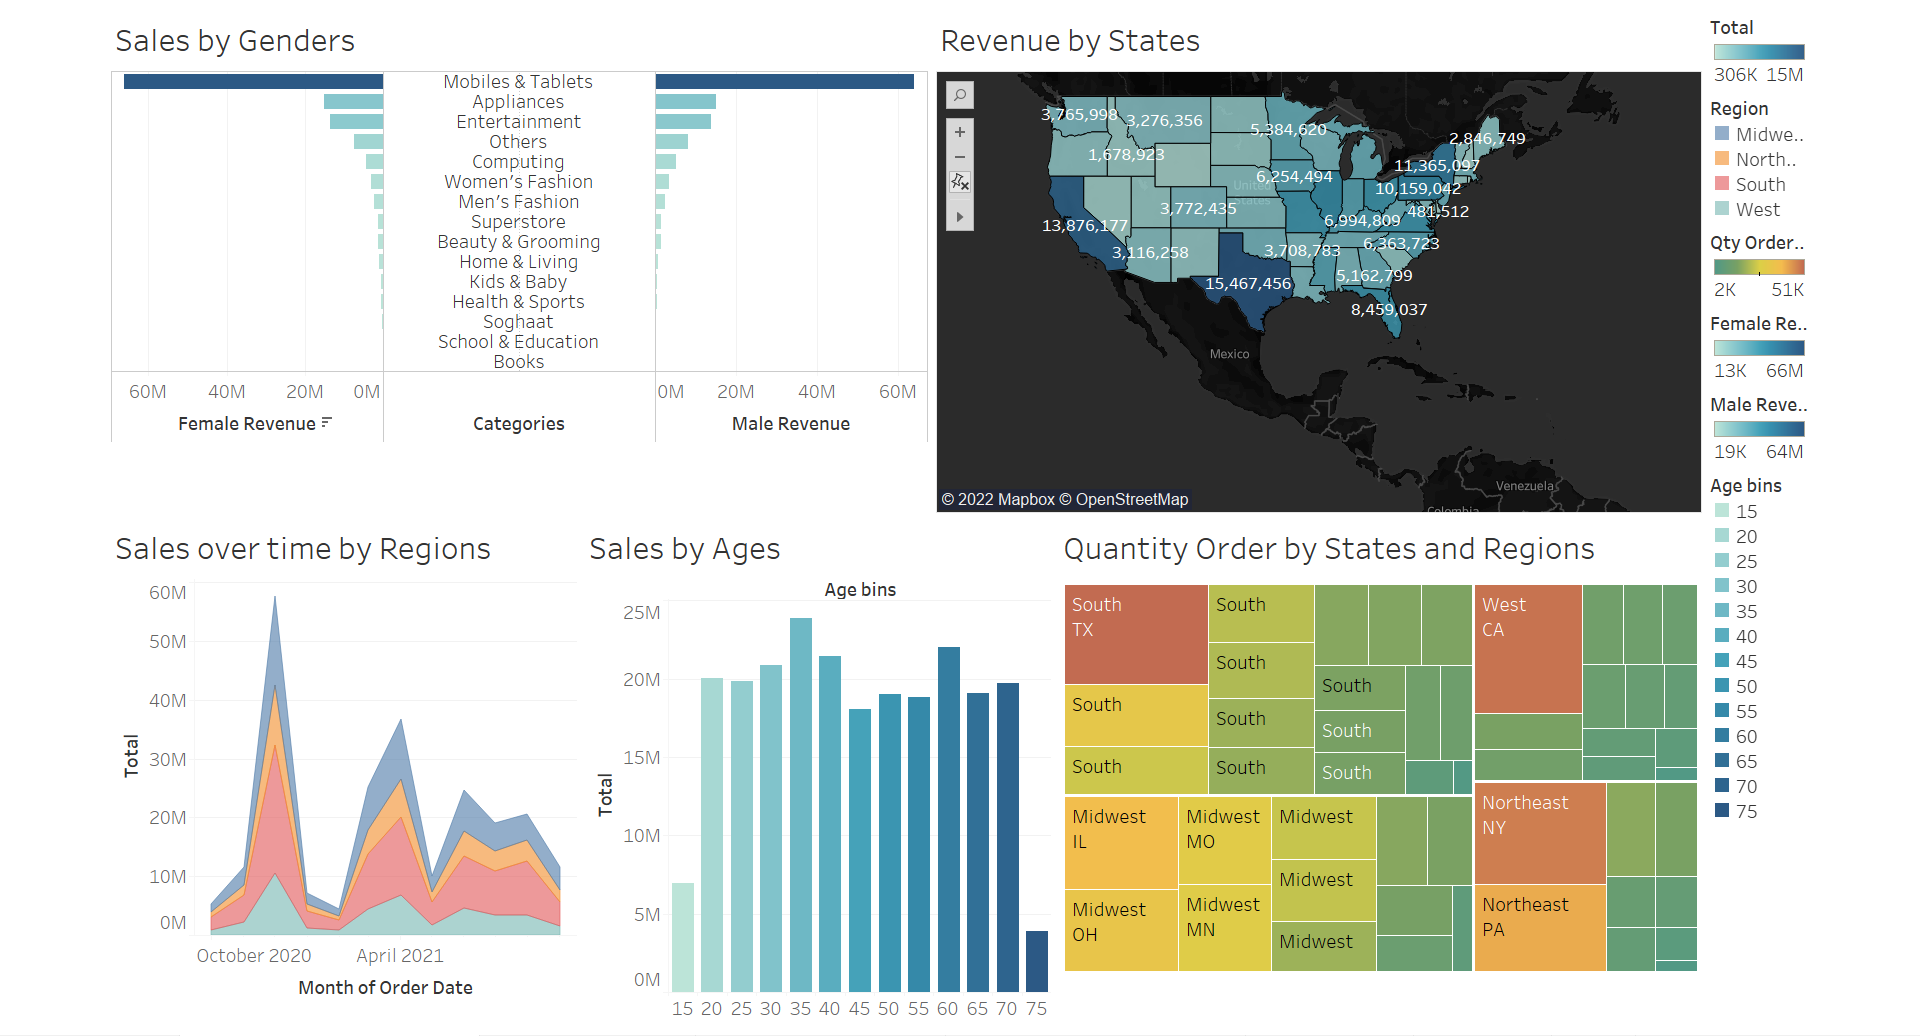 Sales by Genders
Mobiles & Tablets
Appliances
Entertainment
Others
Computing
Women's Fashion
Men's Fashion
Superstore
Beauty & Grooming
Home & Living
Kids & Baby
Health & Sports
Soghaat
School & Education
Books
60M 40M 20M 0M
0M 20M 40M 60M
Female Revenue
Categories
Male Revenue
Revenue by States
3,765,998
3,276,356
5,384,620
2,846,749
1,678,923
11,365,097
6,254,494
10,159,042
United States
3,772,435
481,512
13,876,177
6,994,809
3,116,258
3,708,783
6,363,723
15,467,456
5,162,799
8,459,037
Mexico
Venezuela
Colombia
© 2022 Mapbox © OpenStreetMap
Total
306K 15M
Region
Midwe..
North..
South
West
Qty Order..
2K 51K
Female Re..
13K 66M
Male Reve..
19K 64M
Age bins
15
20
25
30
35
40
45
50
55
60
65
70
75
Sales over time by Regions
60M
50M
40M
30M
20M
10M
0M
Total
October 2020 April 2021
Month of Order Date
Sales by Ages
Age bins
25M
20M
15M
10M
5M
0M
Total
15 20 25 30 35 40 45 50 55 60 65 70 75
Quantity Order by States and Regions
South
TX
South
South
South
South
South
South
South
South
South
West
CA
Midwest
IL
Midwest
OH
Midwest
MO
Midwest
MN
Midwest
Midwest
Midwest
Northeast
NY
Northeast
PA